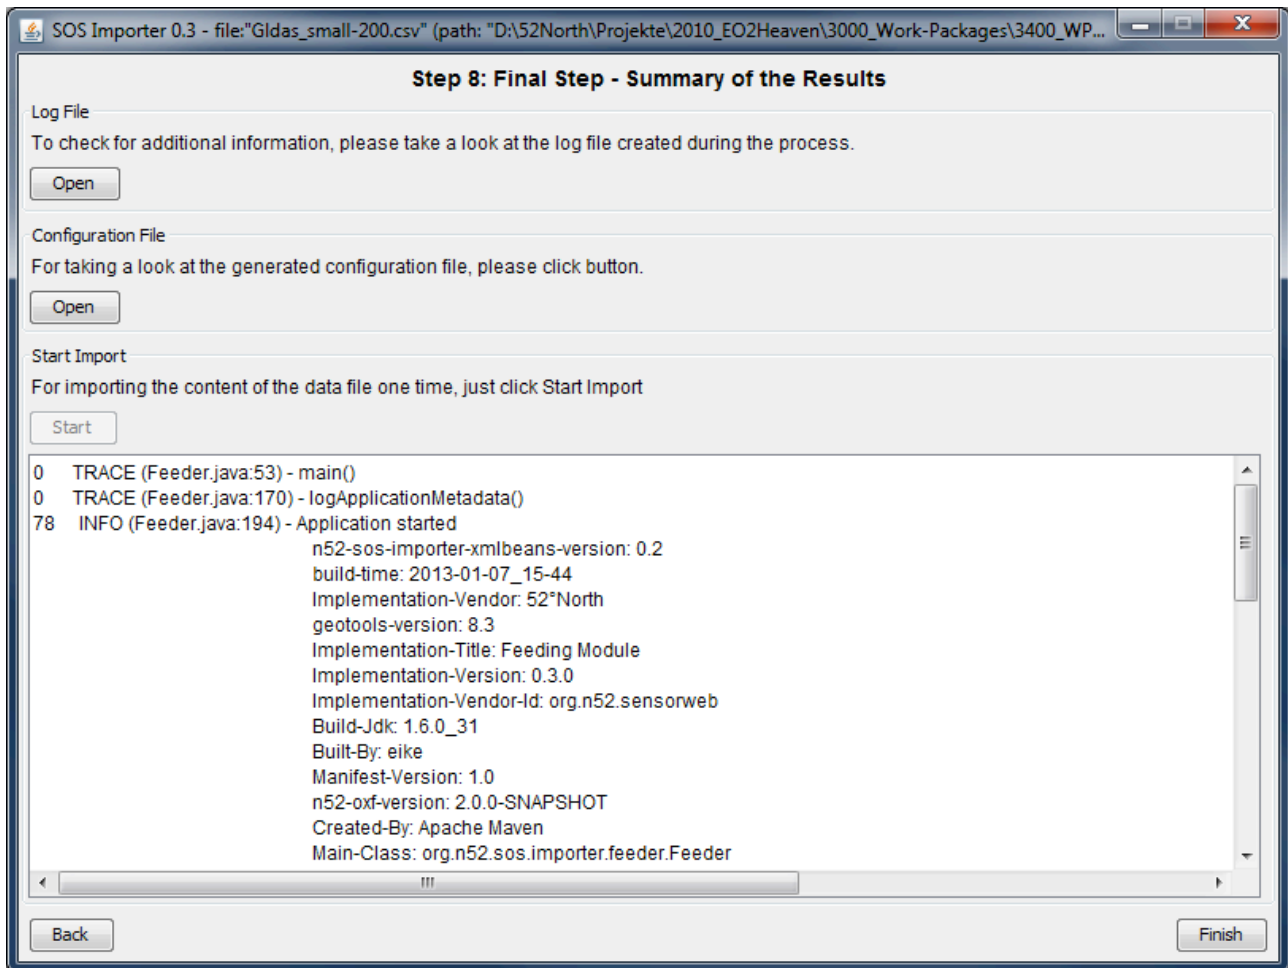 SOS Importer 0.3 - file:"Gldas_small-200.csv" (path: "D:\52North\Projekte\2010_EO2Heaven\3000_Work-Packages\3400_WP...
Step 8: Final Step - Summary of the Results
Log File
To check for additional information, please take a look at the log file created during the process.
Open
Configuration File
For taking a look at the generated configuration file, please click button.
Open
Start Import
For importing the content of the data file one time, just click Start Import
Start
0 TRACE (Feeder.java:53) - main()
0 TRACE (Feeder.java:170) - logApplicationMetadata()
78 INFO (Feeder.java:194) - Application started
n52-sos-importer-xmlbeans-version: 0.2
build-time: 2013-01-07_15-44
Implementation-Vendor: 52°North
geotools-version: 8.3
Implementation-Title: Feeding Module
Implementation-Version: 0.3.0
Implementation-Vendor-Id: org.n52.sensorweb
Build-Jdk: 1.6.0_31
Built-By: eike
Manifest-Version: 1.0
n52-oxf-version: 2.0.0-SNAPSHOT
Created-By: Apache Maven
Main-Class: org.n52.sos.importer.feeder.Feeder
Back
Finish